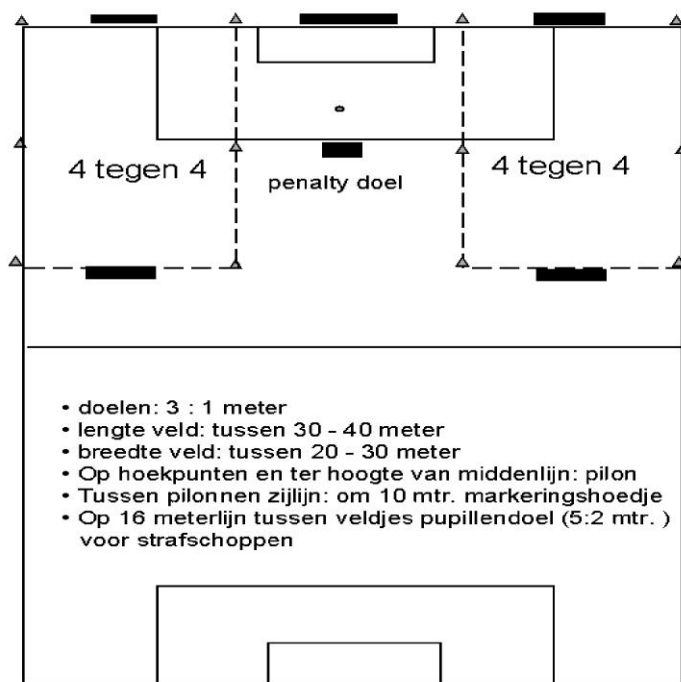 4 tegen 4
penalty doel
4 tegen 4
• doelen: 3 : 1 meter
• lengte veld: tussen 30 - 40 meter
• breedte veld: tussen 20 - 30 meter
• Op hoekpunten en ter hoogte van middenlijn: pilon
• Tussen pilonnen zijlijn: om 10 mtr. markeringshoedje
• Op 16 meterlijn tussen veldjes pupillendoel (5:2 mtr. )
voor strafschoppen